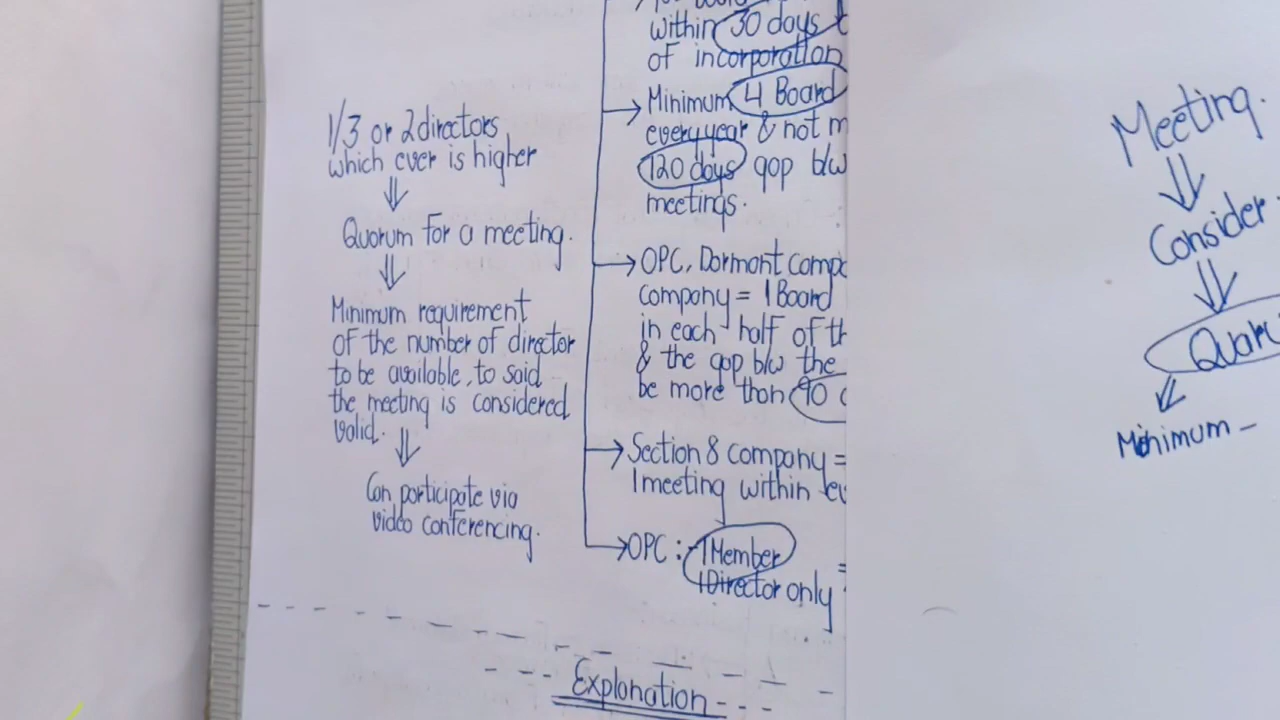 within 30 days
of incorporation
Minimum 4 Board
every year & not m
120 days gap b/w
meetings.
OPC, Dormant compa
company = 1 Board
in each half of th
& the gap b/w the
be more than 90
Section 8 company =
1 meeting within ev
OPC :- 1 Member
1 Director only =
1/3 or 2 directors
which ever is higher
Quorum for a meeting.
Minimum requirement
of the number of director
to be available, to said
the meeting is considered
valid.
Can participate via
video conferencing.
Explanation
Meeting.
Consider
Quoru
Minimum -